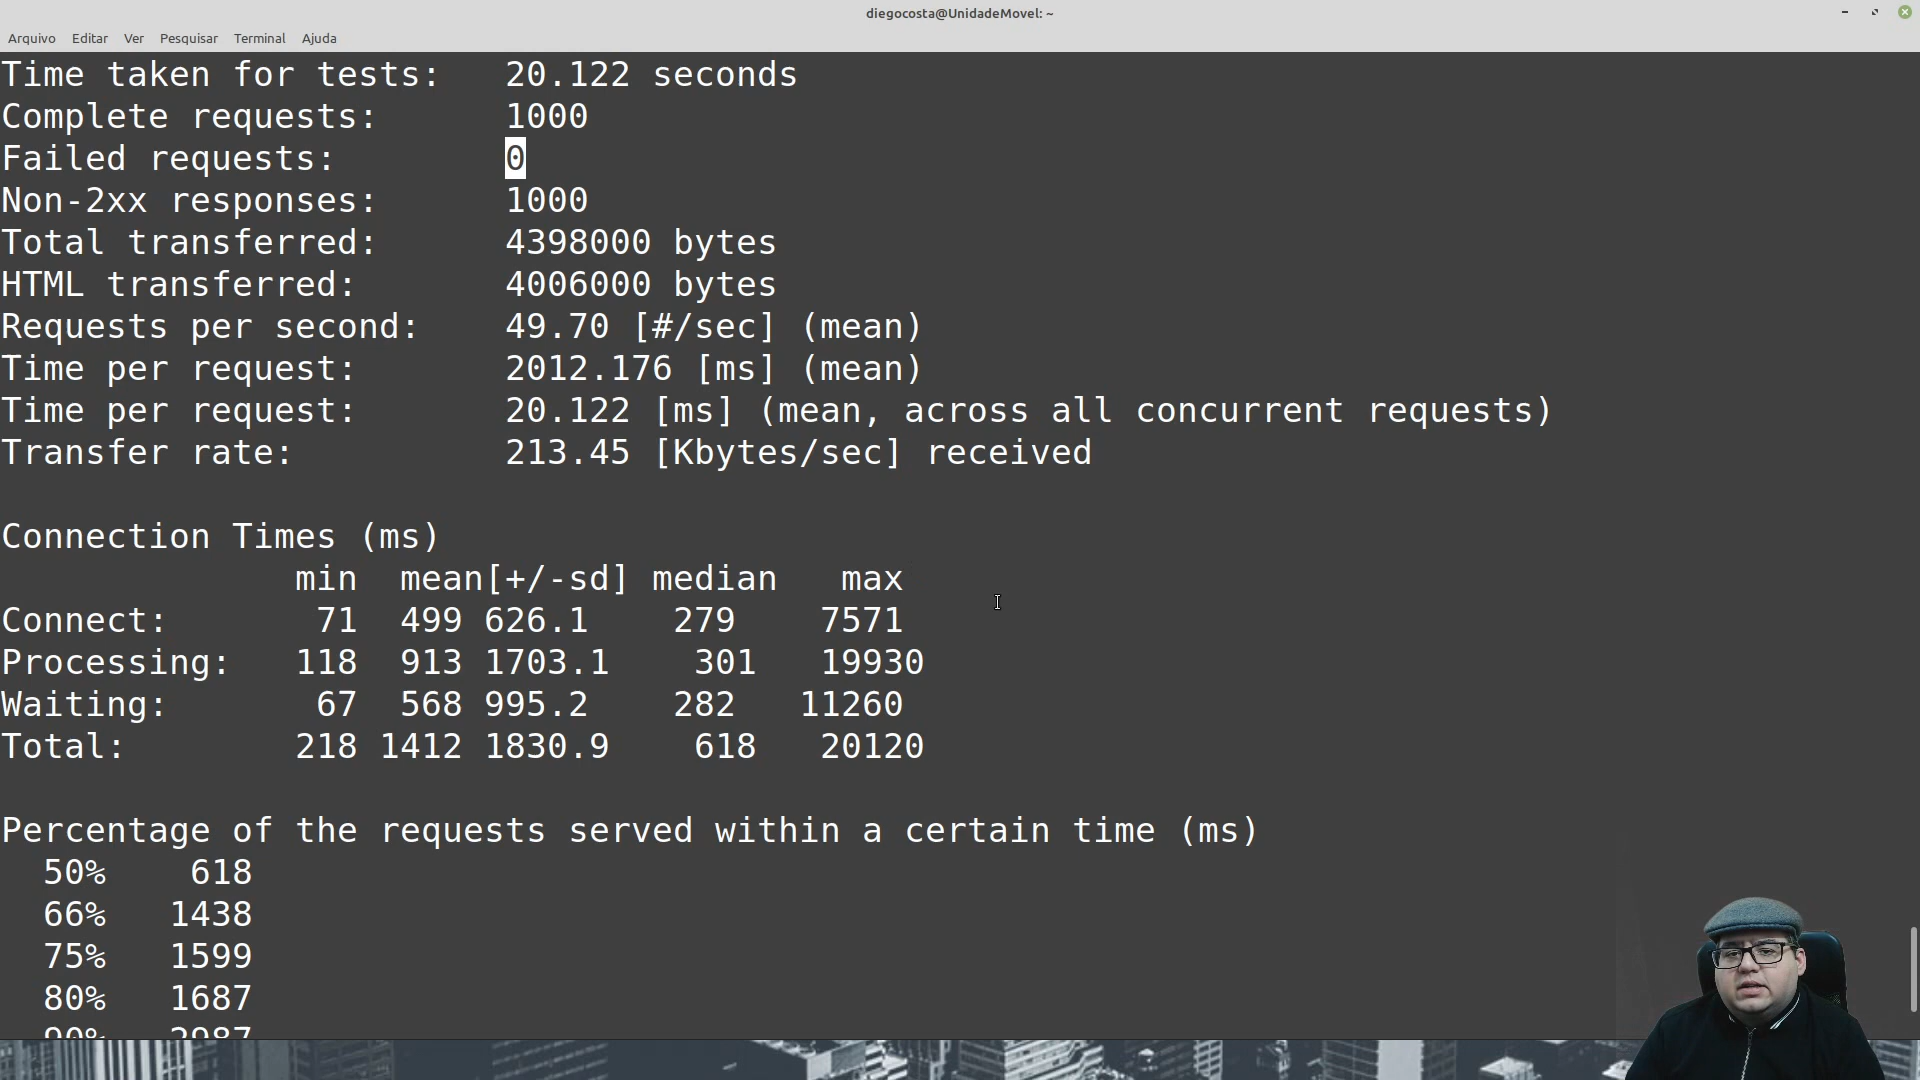 diegocosta@UnidadeMovel: ~
Arquivo Editar Ver Pesquisar Terminal Ajuda
Time taken for tests: 20.122 seconds
Complete requests: 1000
Failed requests: 0
Non-2xx responses: 1000
Total transferred: 4398000 bytes
HTML transferred: 4006000 bytes
Requests per second: 49.70 [#/sec] (mean)
Time per request: 2012.176 [ms] (mean)
Time per request: 20.122 [ms] (mean, across all concurrent requests)
Transfer rate: 213.45 [Kbytes/sec] received
Connection Times (ms)
min mean[+/-sd] median max
Connect: 71 499 626.1 279 7571
Processing: 118 913 1703.1 301 19930
Waiting: 67 568 995.2 282 11260
Total: 218 1412 1830.9 618 20120
Percentage of the requests served within a certain time (ms)
50% 618
66% 1438
75% 1599
80% 1687
90% 2987